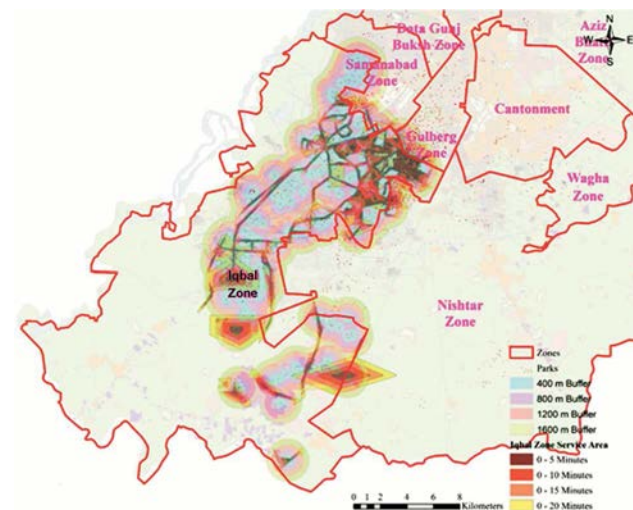 Data Gunj
Buksh Zone
Aziz
Bhatti
Zone
N
W
E
S
Samanabad
Zone
Cantonment
Gulberg
Zone
Wagha
Zone
Iqbal
Zone
Nishtar
Zone
Zones
Parks
400 m Buffer
800 m Buffer
1200 m Buffer
1600 m Buffer
Iqbal Zone Service Area
0 - 5 Minutes
0 - 10 Minutes
0 - 15 Minutes
0 - 20 Minutes
0 1 2 4 6 8
Kilometers